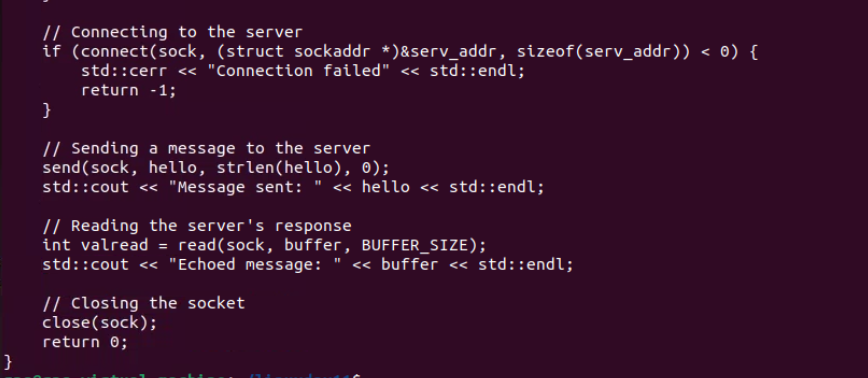 }
// Connecting to the server
if (connect(sock, (struct sockaddr *)&serv_addr, sizeof(serv_addr)) < 0) {
std::cerr << "Connection failed" << std::endl;
return -1;
}
// Sending a message to the server
send(sock, hello, strlen(hello), 0);
std::cout << "Message sent: " << hello << std::endl;
// Reading the server's response
int valread = read(sock, buffer, BUFFER_SIZE);
std::cout << "Echoed message: " << buffer << std::endl;
// Closing the socket
close(sock);
return 0;
}